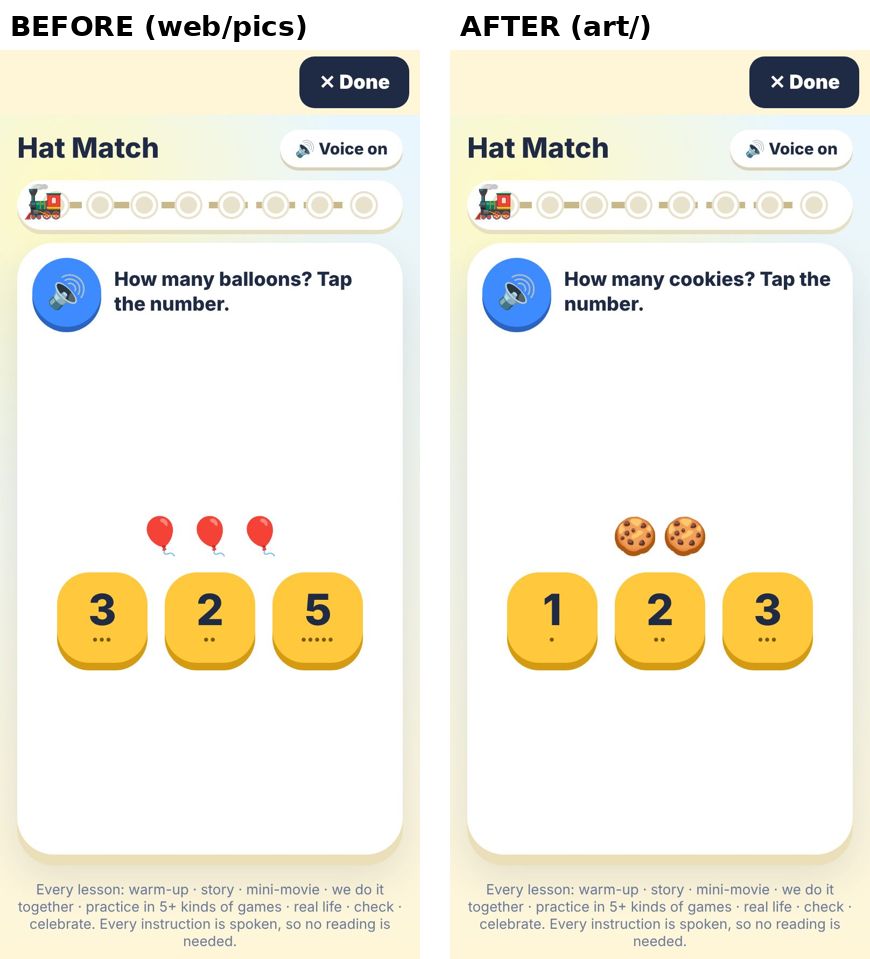 BEFORE (web/pics)
✕ Done
Hat Match
Voice on
How many balloons? Tap
the number.
3
2
5
Every lesson: warm-up · story · mini-movie · we do it
together · practice in 5+ kinds of games · real life · check ·
celebrate. Every instruction is spoken, so no reading is
needed.
AFTER (art/)
✕ Done
Hat Match
Voice on
How many cookies? Tap the
number.
1
2
3
Every lesson: warm-up · story · mini-movie · we do it
together · practice in 5+ kinds of games · real life · check ·
celebrate. Every instruction is spoken, so no reading is
needed.